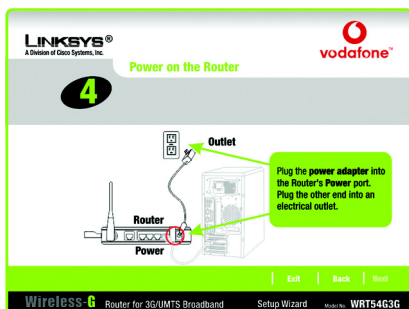 LINKSYS®
A Division of Cisco Systems, Inc.
vodafone™
Power on the Router
4
Outlet
Plug the power adapter into
the Router's Power port.
Plug the other end into an
electrical outlet.
Router
Power
Exit
Back
Next
Wireless-G Router for 3G/UMTS Broadband Setup Wizard Model No. WRT54G3G